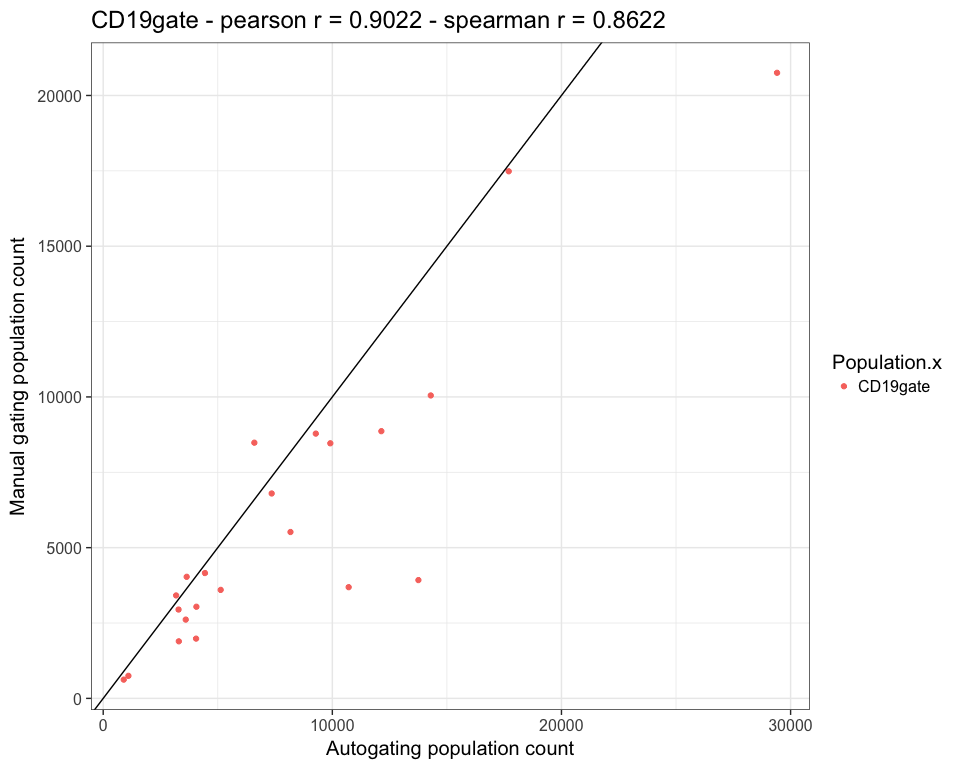 CD19gate - pearson r = 0.9022 - spearman r = 0.8622
20000
15000
10000
5000
0
Manual gating population count
0
10000
20000
30000
Autogating population count
Population.x
CD19gate